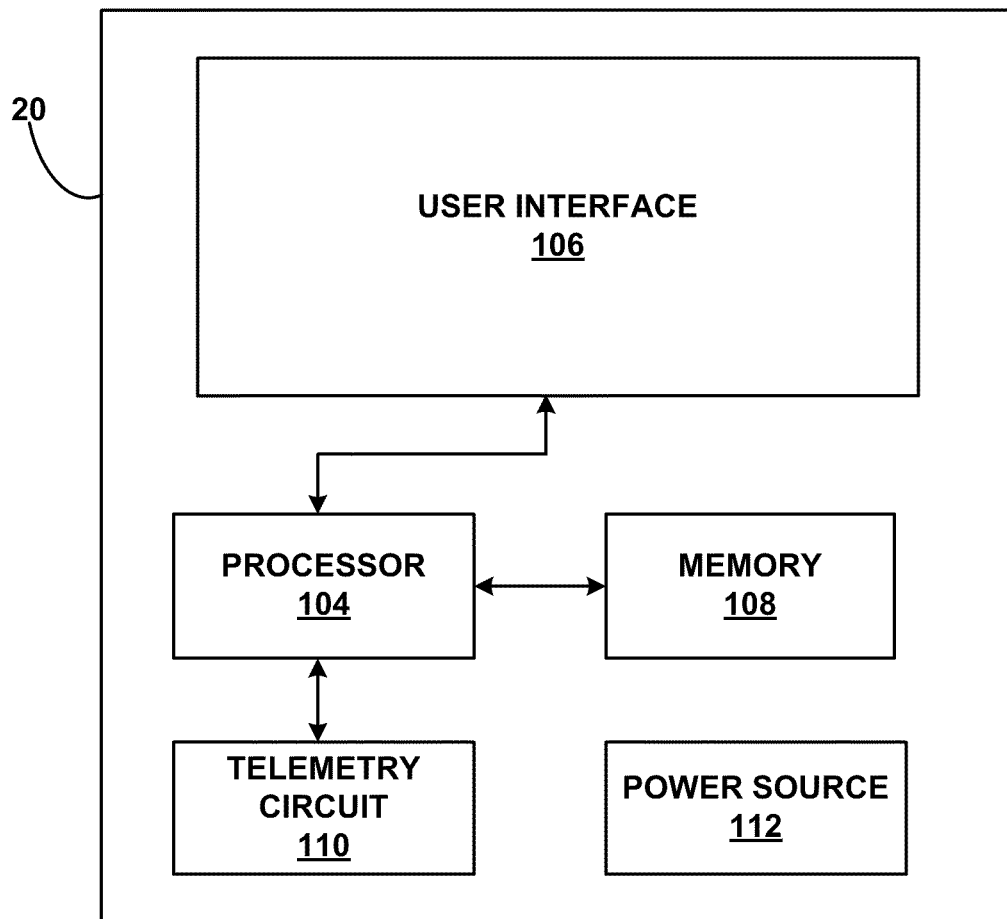 20
USER INTERFACE
106
PROCESSOR
104
MEMORY
108
TELEMETRY
CIRCUIT
110
POWER SOURCE
112